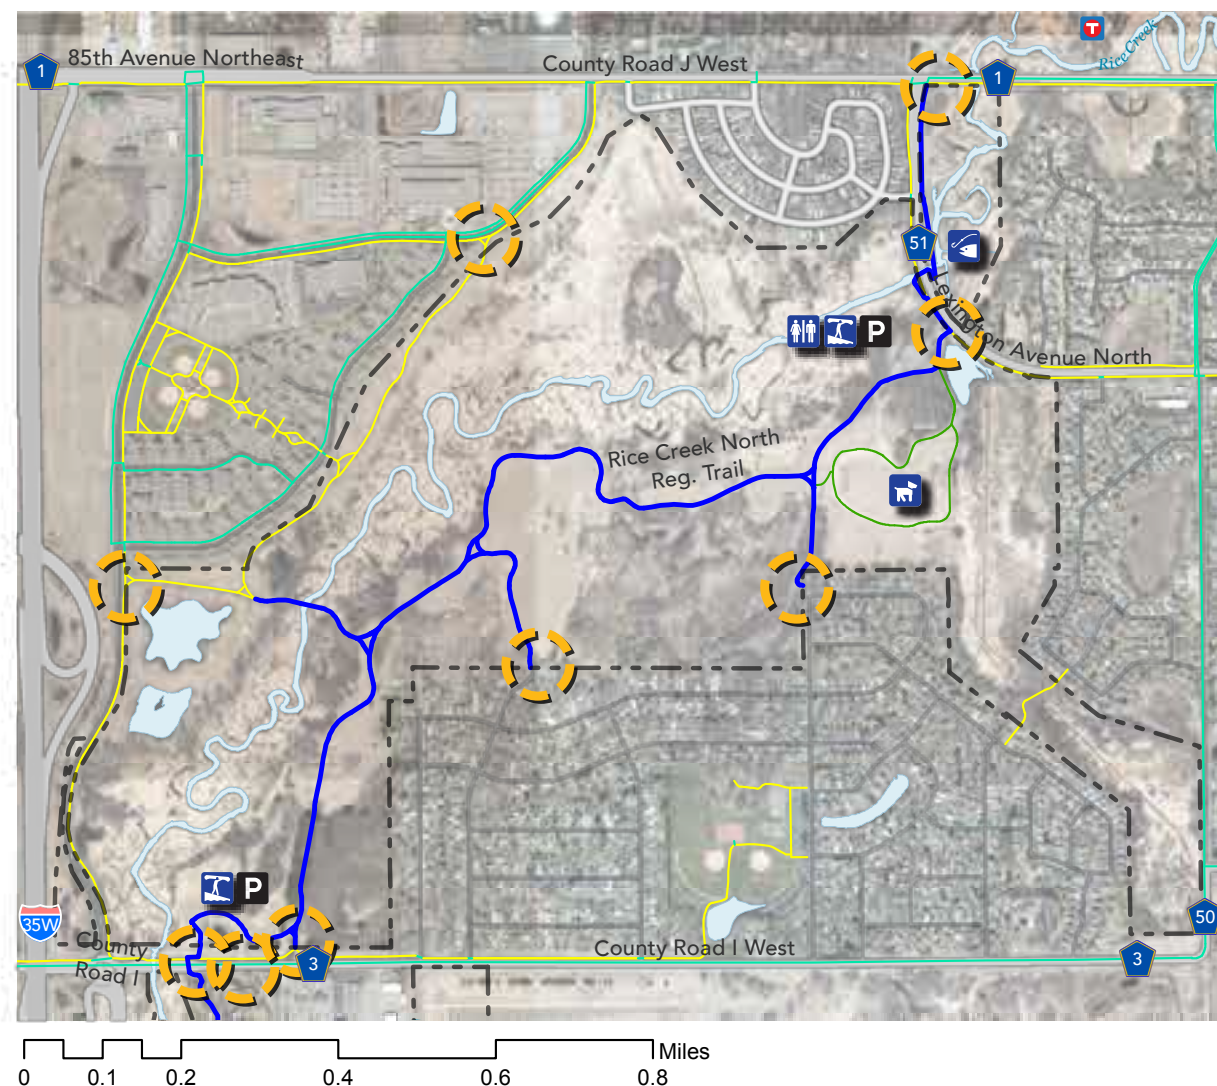 85th Avenue Northeast
County Road J West
1
1
T
Rice Creek
51
Lexington Avenue North
P
Rice Creek North
Reg. Trail
P
35W
County
Road I
3
County Road I West
3
50
Miles
0
0.1
0.2
0.4
0.6
0.8